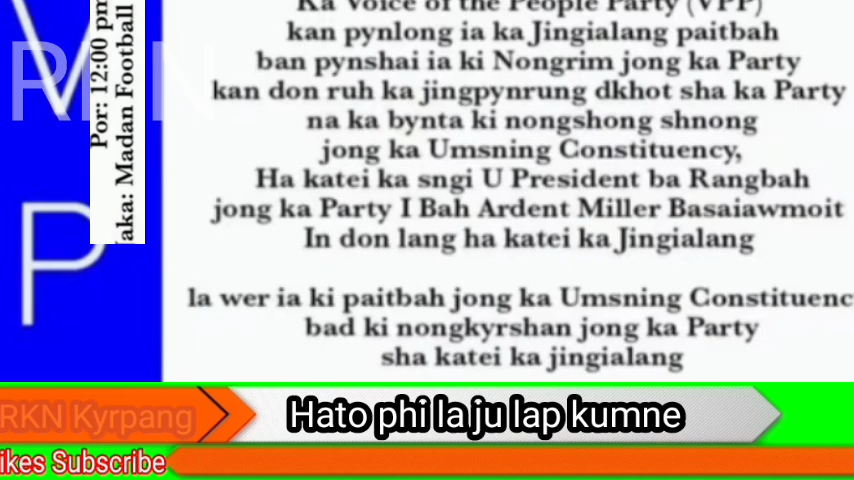 Ka Voice of the People Party (VPP)
kan pynlong ia ka Jingialang paitbah
ban pynshai ia ki Nongrim jong ka Party
kan don ruh ka jingpynrung dkhot sha ka Party
na ka bynta ki nongshong shnong
jong ka Umsning Constituency,
Ha katei ka sngi U President ba Rangbah
jong ka Party I Bah Ardent Miller Basaiawmoit
In don lang ha katei ka Jingialang
la wer ia ki paitbah jong ka Umsning Constituenc
bad ki nongkyrshan jong ka Party
sha katei ka jingialang
Por: 12:00 pm
aka: Madan Football
V
P
RKN
RKN Kyrpang
Hato phi la ju lap kumne
ikes Subscribe